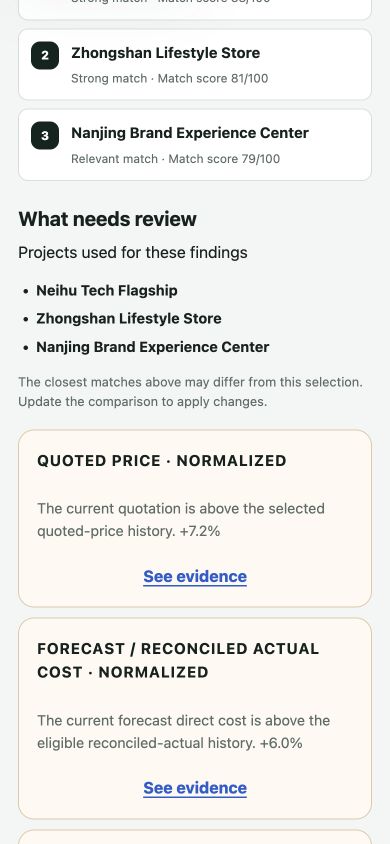 2
Zhongshan Lifestyle Store
Strong match · Match score 81/100
3
Nanjing Brand Experience Center
Relevant match · Match score 79/100
What needs review
Projects used for these findings
• Neihu Tech Flagship
• Zhongshan Lifestyle Store
• Nanjing Brand Experience Center
The closest matches above may differ from this selection.
Update the comparison to apply changes.
QUOTED PRICE · NORMALIZED
The current quotation is above the selected
quoted-price history. +7.2%
See evidence
FORECAST / RECONCILED ACTUAL
COST · NORMALIZED
The current forecast direct cost is above the
eligible reconciled-actual history. +6.0%
See evidence